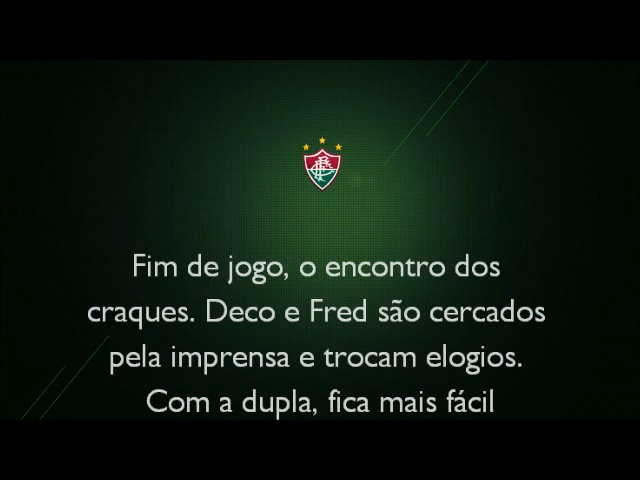 Fim de jogo, o encontro dos
craques. Deco e Fred são cercados
pela imprensa e trocam elogios.
Com a dupla, fica mais fácil